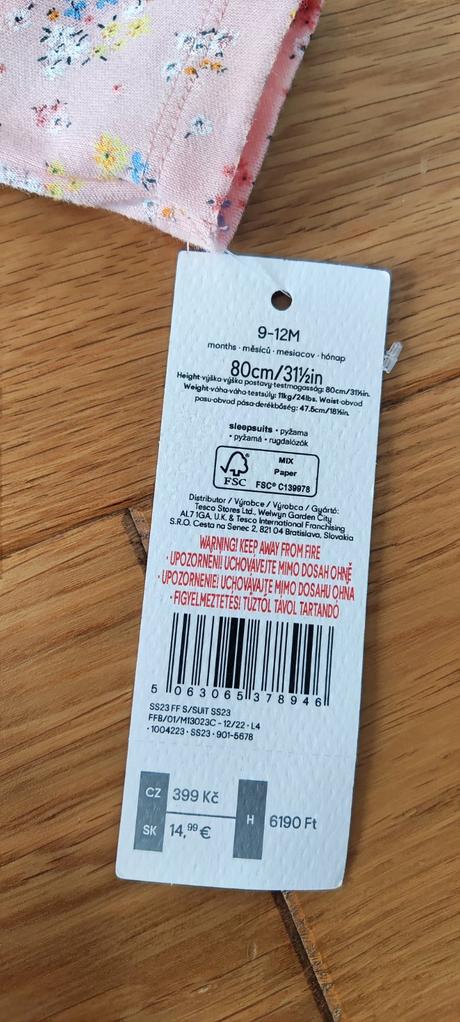 9-12M
months · měsíců · mesiacov · hónap
80cm/31½in
Height·výška·výška postavy·testmagasság: 80cm/31½in.
Weight·váha·váha·testsúly: 11kg/24lbs. Waist·obvod
pasu·obvod pása·derékbőség: 47.5cm/18½in.
sleepsuits · pyžama
· pyžamá · rugdalózók
FSC
MIX
Paper
FSC® C139978
Distributor / Výrobce / Výrobca / Gyártó:
Tesco Stores Ltd., Welwyn Garden City
AL7 1GA, U.K. & Tesco International Franchising
S.R.O. Cesta na Senec 2, 821 04 Bratislava, Slovakia
WARNING! KEEP AWAY FROM FIRE
· UPOZORNĚNÍ! UCHOVÁVEJTE MIMO DOSAH OHNĚ
· UPOZORNENIE! UCHOVÁVAJTE MIMO DOSAHU OHŇA
· FIGYELMEZTETÉS! TŰZTŐL TÁVOL TARTANDÓ
5 063065 378946
SS23 FF S/SUIT SS23
FFB/01/M13023C - 12/22 · L4
· 1004223 · SS23 · 901-5678
CZ 399 Kč
SK 14,99 €
H 6190 Ft